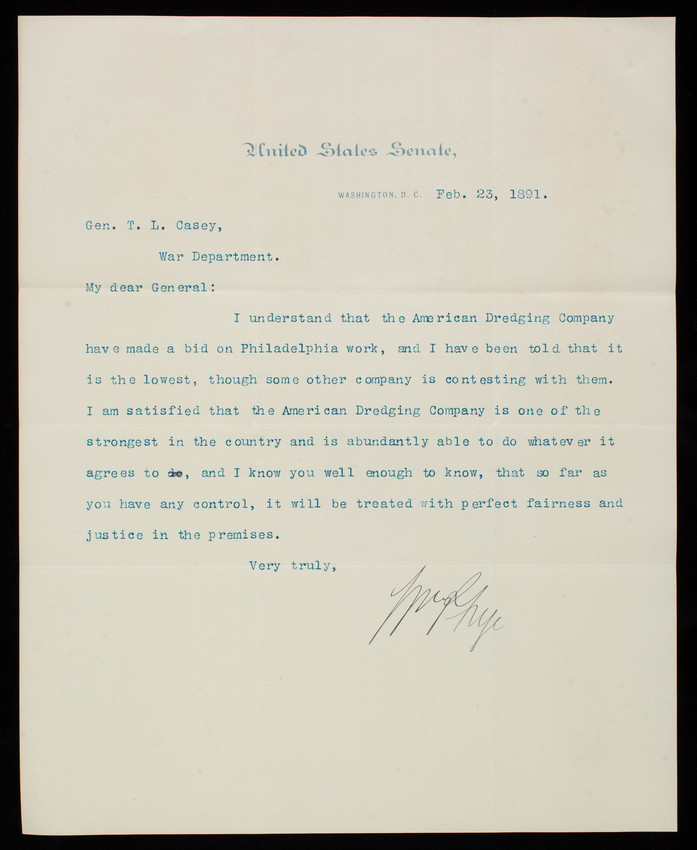 United States Senate,
WASHINGTON, D. C. Feb. 23, 1891.
Gen. T. L. Casey,
War Department.
My dear General:
I understand that the American Dredging Company
have made a bid on Philadelphia work, and I have been told that it
is the lowest, though some other company is contesting with them.
I am satisfied that the American Dredging Company is one of the
strongest in the country and is abundantly able to do whatever it
agrees to do, and I know you well enough to know, that so far as
you have any control, it will be treated with perfect fairness and
justice in the premises.
Very truly,
Wm P Frye